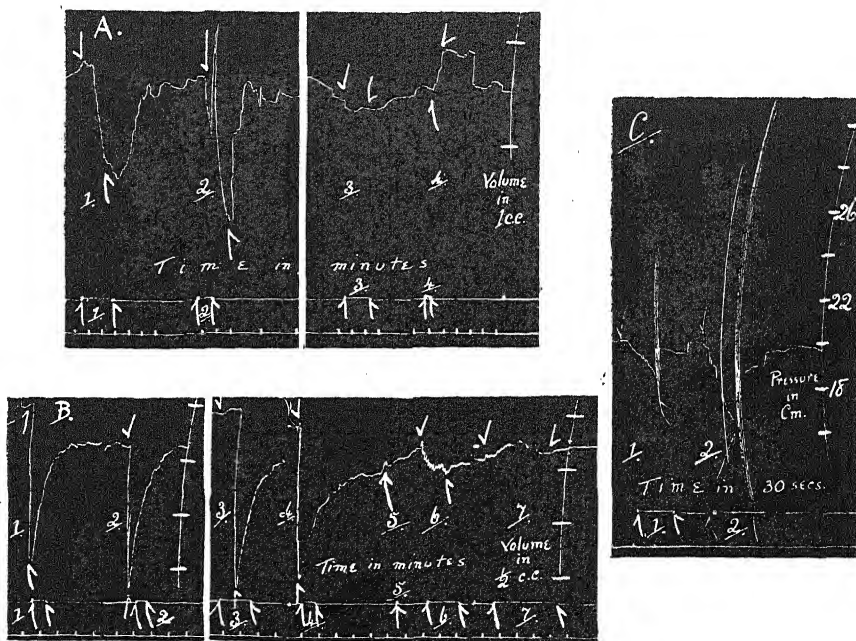 A.
1. 2. 3 4.
Volume
in
1 c.c.
Time in minutes
1. 2 3 4
B.
1 2 3 4 5 6 7.
Time in minutes
Volume
in
½ c.c.
5.
1 2. 3. 4 6 7.
C.
26
22
18
Pressure
in
Cm.
1. 2.
Time in 30 secs.
1. 2.